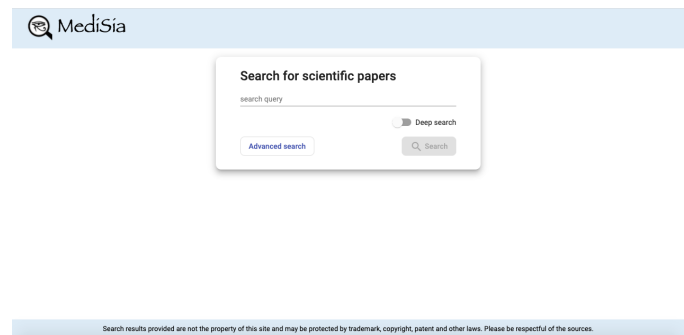 MediSia
Search for scientific papers
search query
Deep search
Advanced search
Search
Search results provided are not the property of this site and may be protected by trademark, copyright, patent and other laws. Please be respectful of the sources.